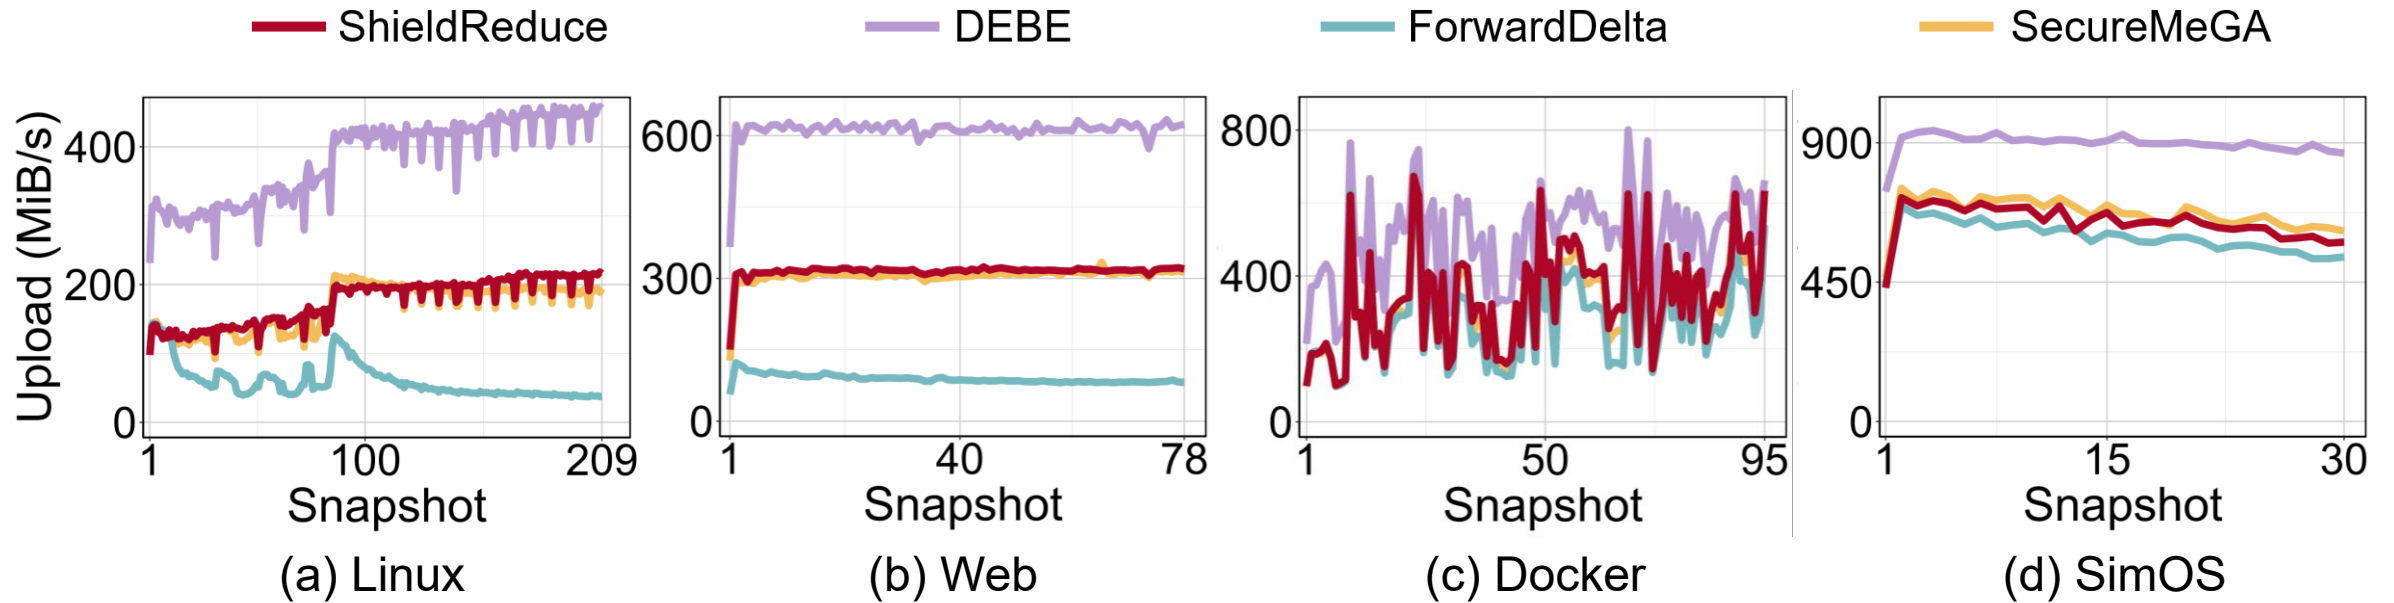 ShieldReduce DEBE ForwardDelta SecureMeGA
Upload (MiB/s)
400
200
0
1 100 209
Snapshot
(a) Linux
600
300
0
1 40 78
Snapshot
(b) Web
800
400
0
1 50 95
Snapshot
(c) Docker
900
450
0
1 15 30
Snapshot
(d) SimOS